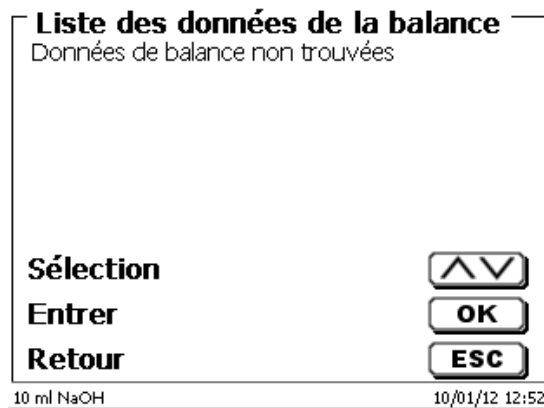 Liste des données de la balance
Données de balance non trouvées
Sélection
Entrer OK
Retour ESC
10 ml NaOH 10/01/12 12:52